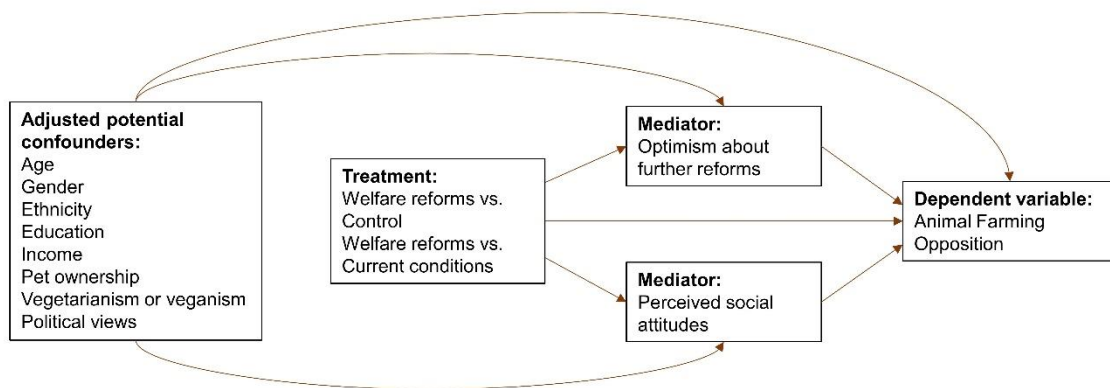 Adjusted potential
confounders:
Age
Gender
Ethnicity
Education
Income
Pet ownership
Vegetarianism or veganism
Political views
Treatment:
Welfare reforms vs.
Control
Welfare reforms vs.
Current conditions
Mediator:
Optimism about
further reforms
Mediator:
Perceived social
attitudes
Dependent variable:
Animal Farming
Opposition